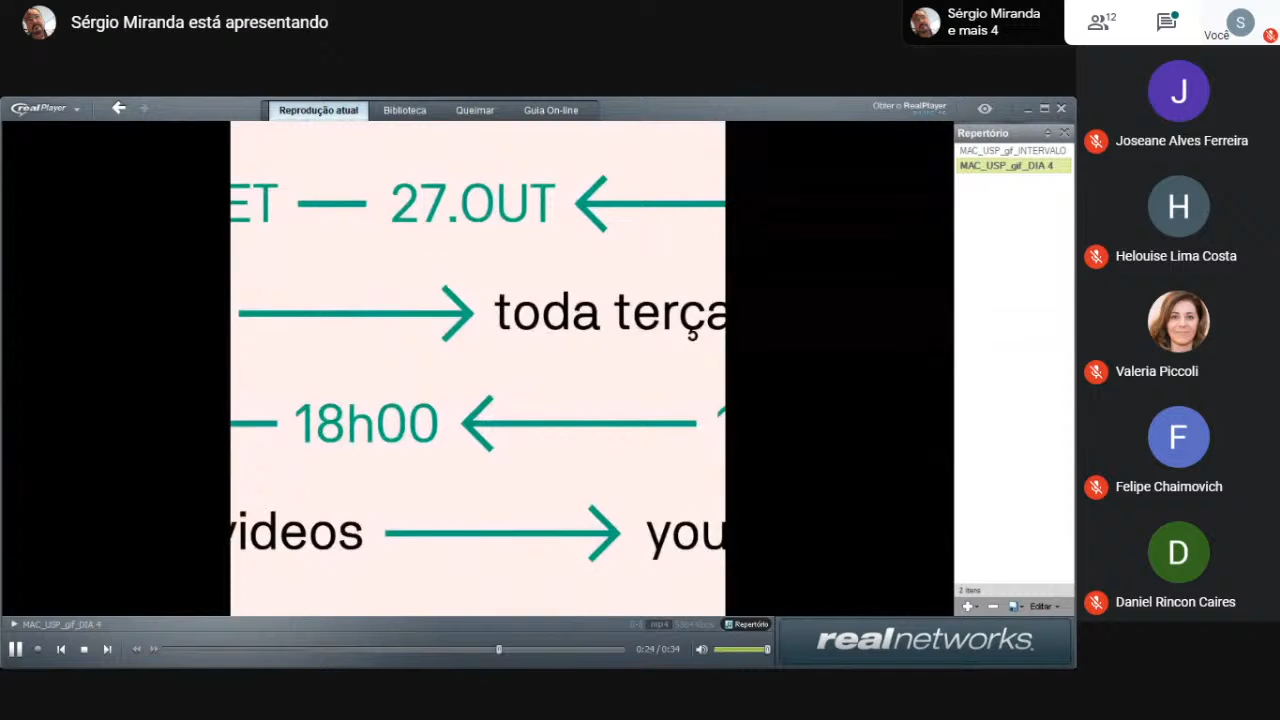 Sérgio Miranda está apresentando
Sérgio Miranda
e mais 4
12
S
Você
realPlayer
Reprodução atual
Biblioteca
Queimar
Guia On-line
Obter o RealPlayer
Repertório
MAC_USP_gf_INTERVALO
MAC_USP_gif_DIA 4
ET — 27.OUT
toda terça
18h00
videos
you
2 itens
Editar
MAC_USP_gif_DIA 4
mp4
Repertório
0:24 / 0:34
realnetworks.
J
Joseane Alves Ferreira
H
Helouise Lima Costa
Valeria Piccoli
F
Felipe Chaimovich
D
Daniel Rincon Caires